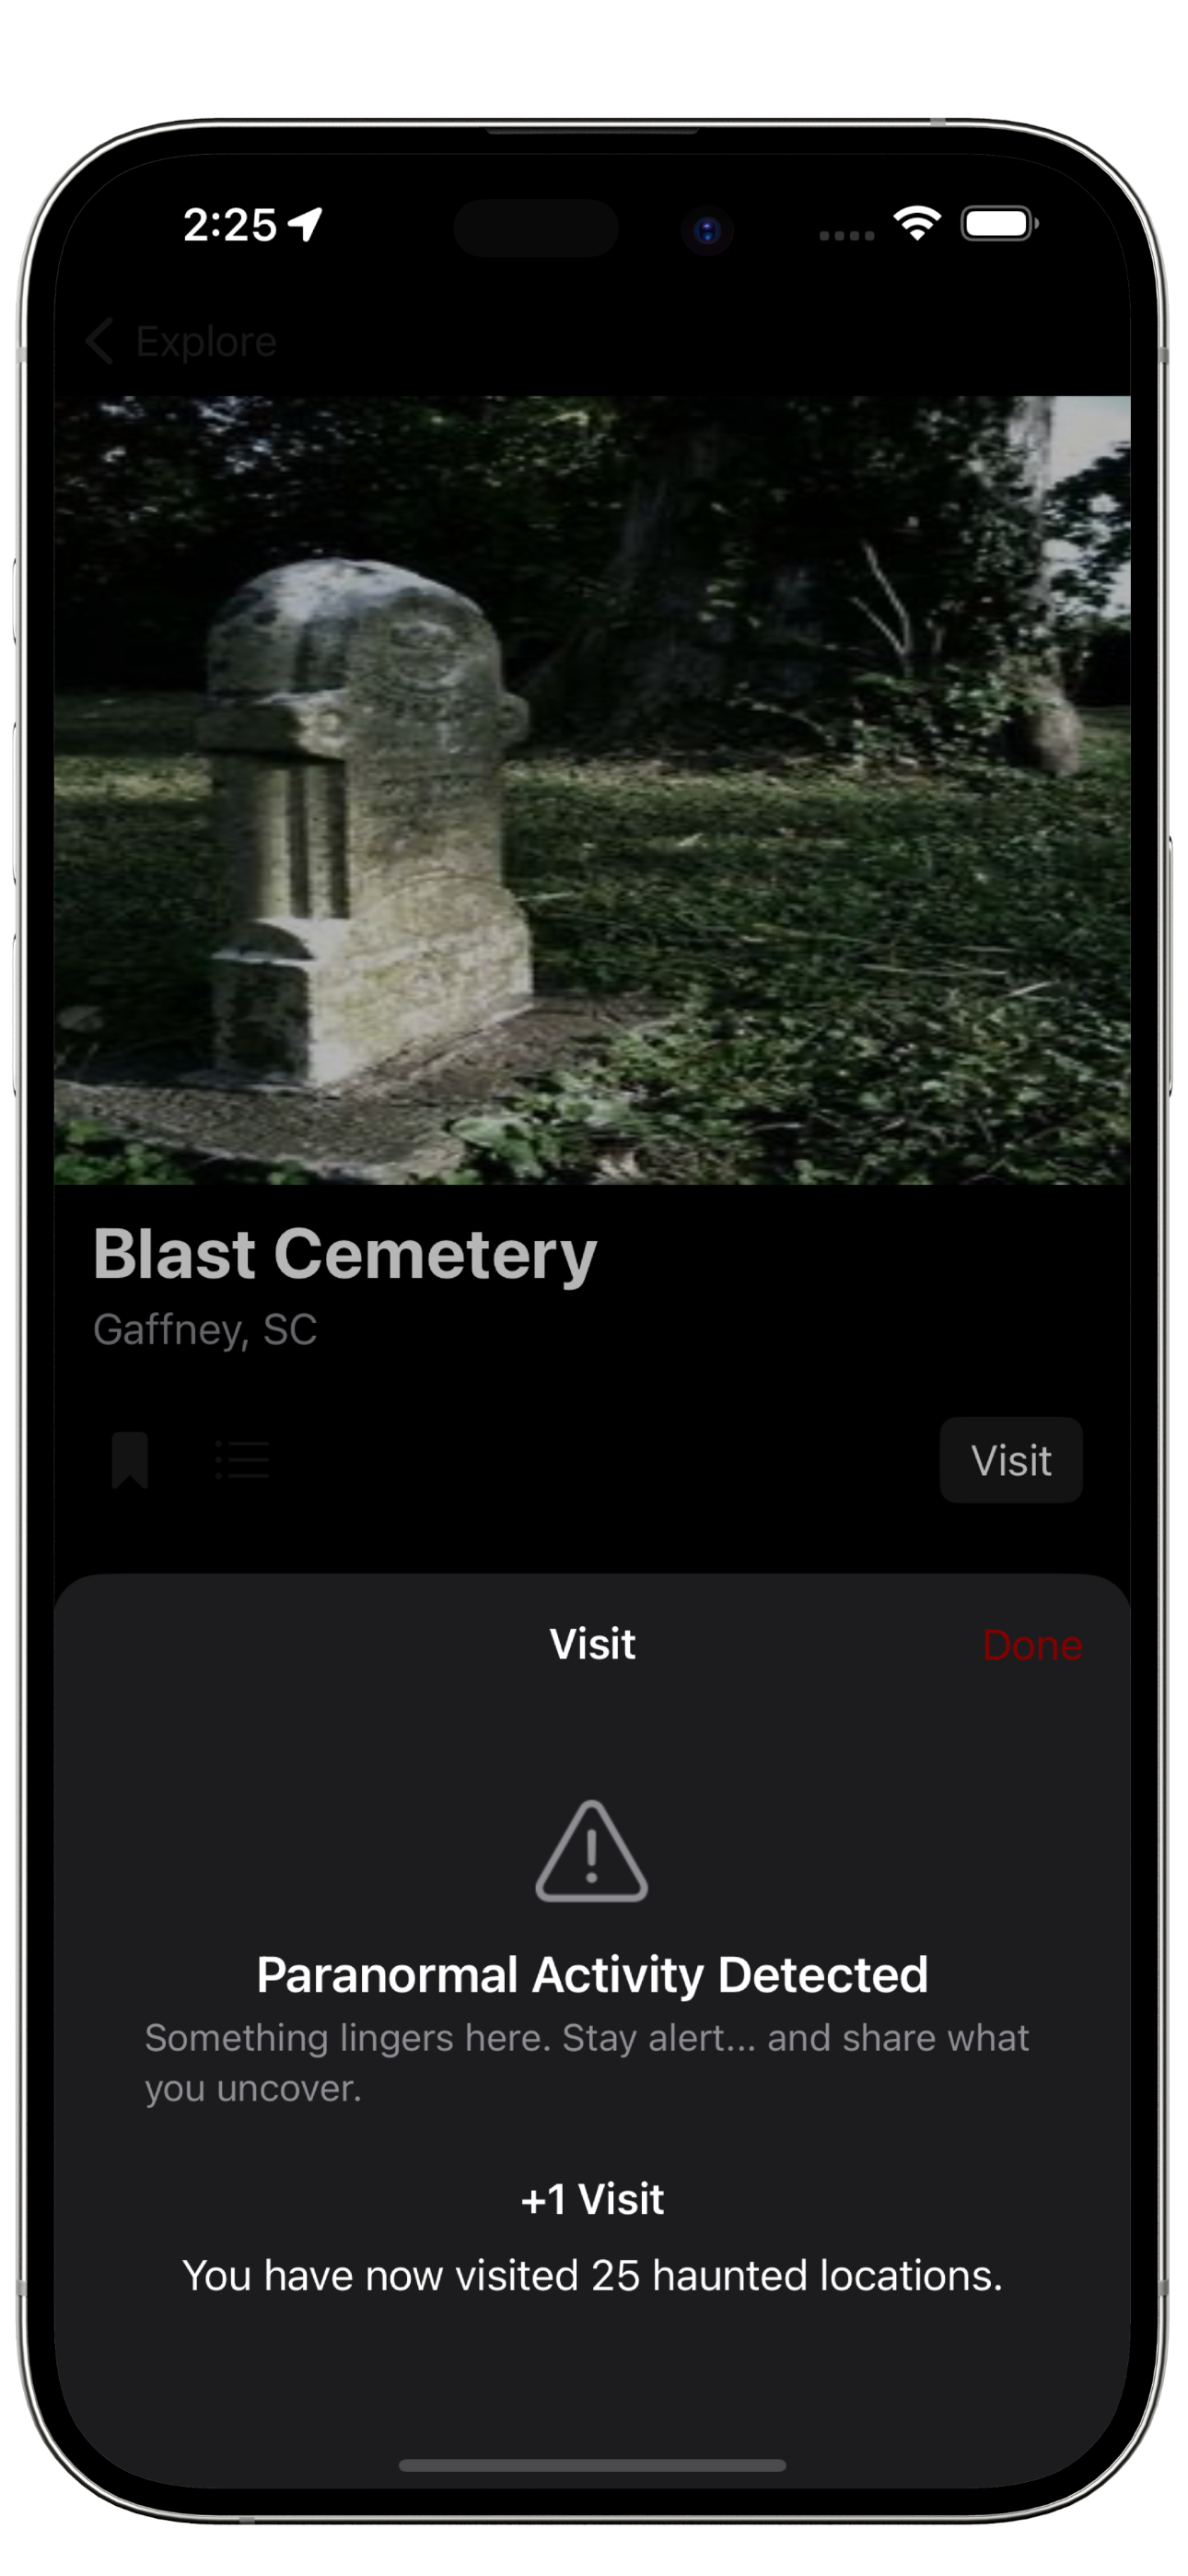 2:25
Explore
Blast Cemetery
Gaffney, SC
Visit
Visit
Done
Paranormal Activity Detected
Something lingers here. Stay alert... and share what
you uncover.
+1 Visit
You have now visited 25 haunted locations.